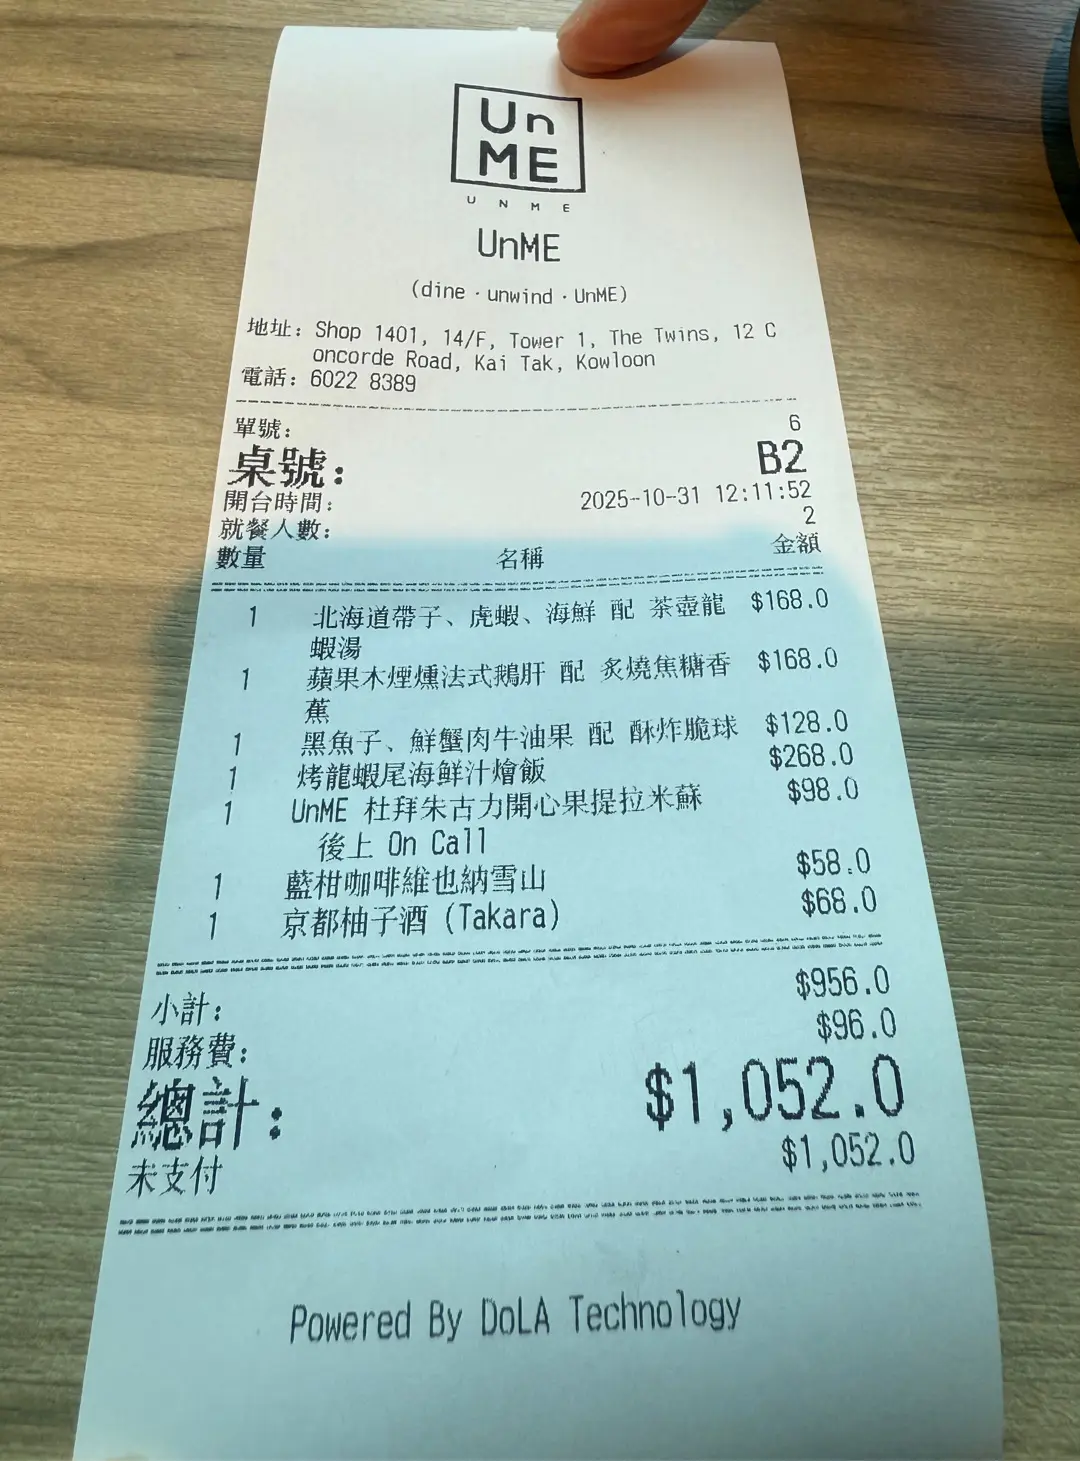 Un
ME
UNME
UnME
(dine · unwind · UnME)
地址: Shop 1401, 14/F, Tower 1, The Twins, 12 C
oncorde Road, Kai Tak, Kowloon
電話: 6022 8389
單號: 6
桌號: B2
開台時間: 2025-10-31 12:11:52
就餐人數: 2
數量 名稱 金額
1 北海道帶子、虎蝦、海鮮 配 茶壺龍 $168.0
蝦湯
1 蘋果木煙燻法式鵝肝 配 炙燒焦糖香 $168.0
蕉
1 黑魚子、鮮蟹肉牛油果 配 酥炸脆球 $128.0
1 烤龍蝦尾海鮮汁燴飯 $268.0
1 UnME 杜拜朱古力開心果提拉米蘇 $98.0
後上 On Call
1 藍柑咖啡維也納雪山 $58.0
1 京都柚子酒 (Takara) $68.0
小計: $956.0
服務費: $96.0
總計: $1,052.0
未支付 $1,052.0
Powered By DoLA Technology